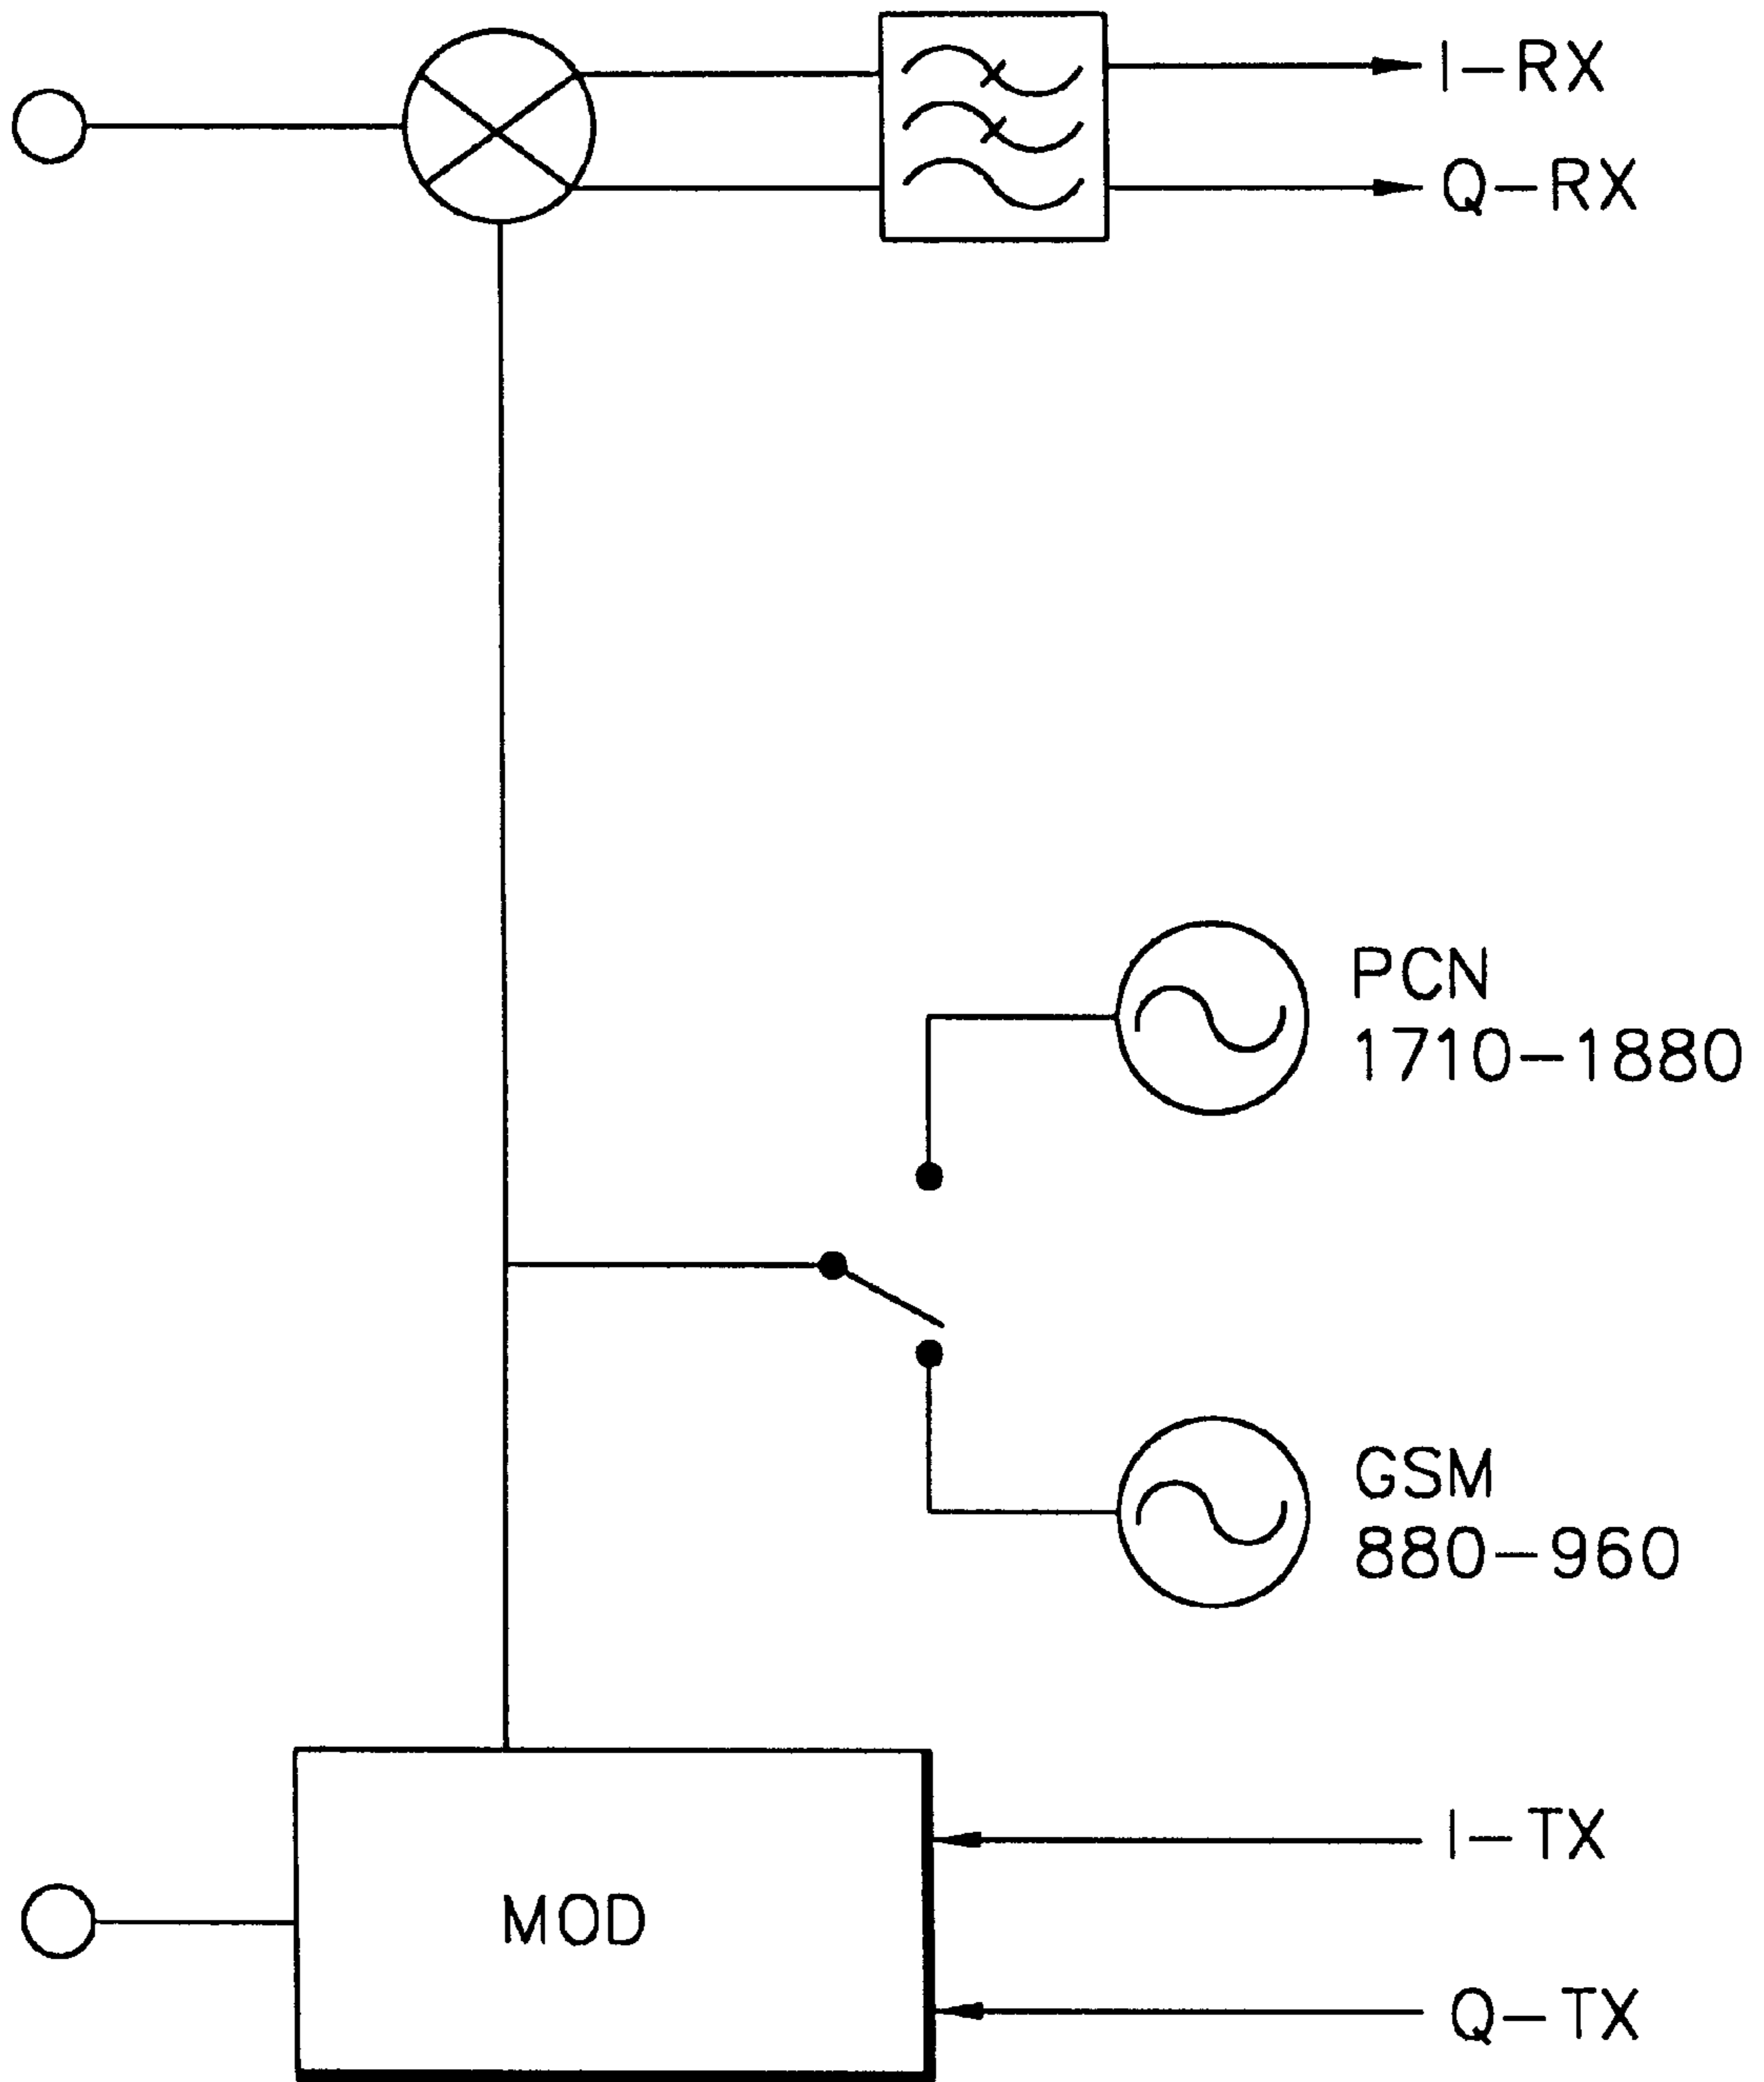 I-RX
Q-RX
PCN
1710-1880
GSM
880-960
I-TX
MOD
Q-TX